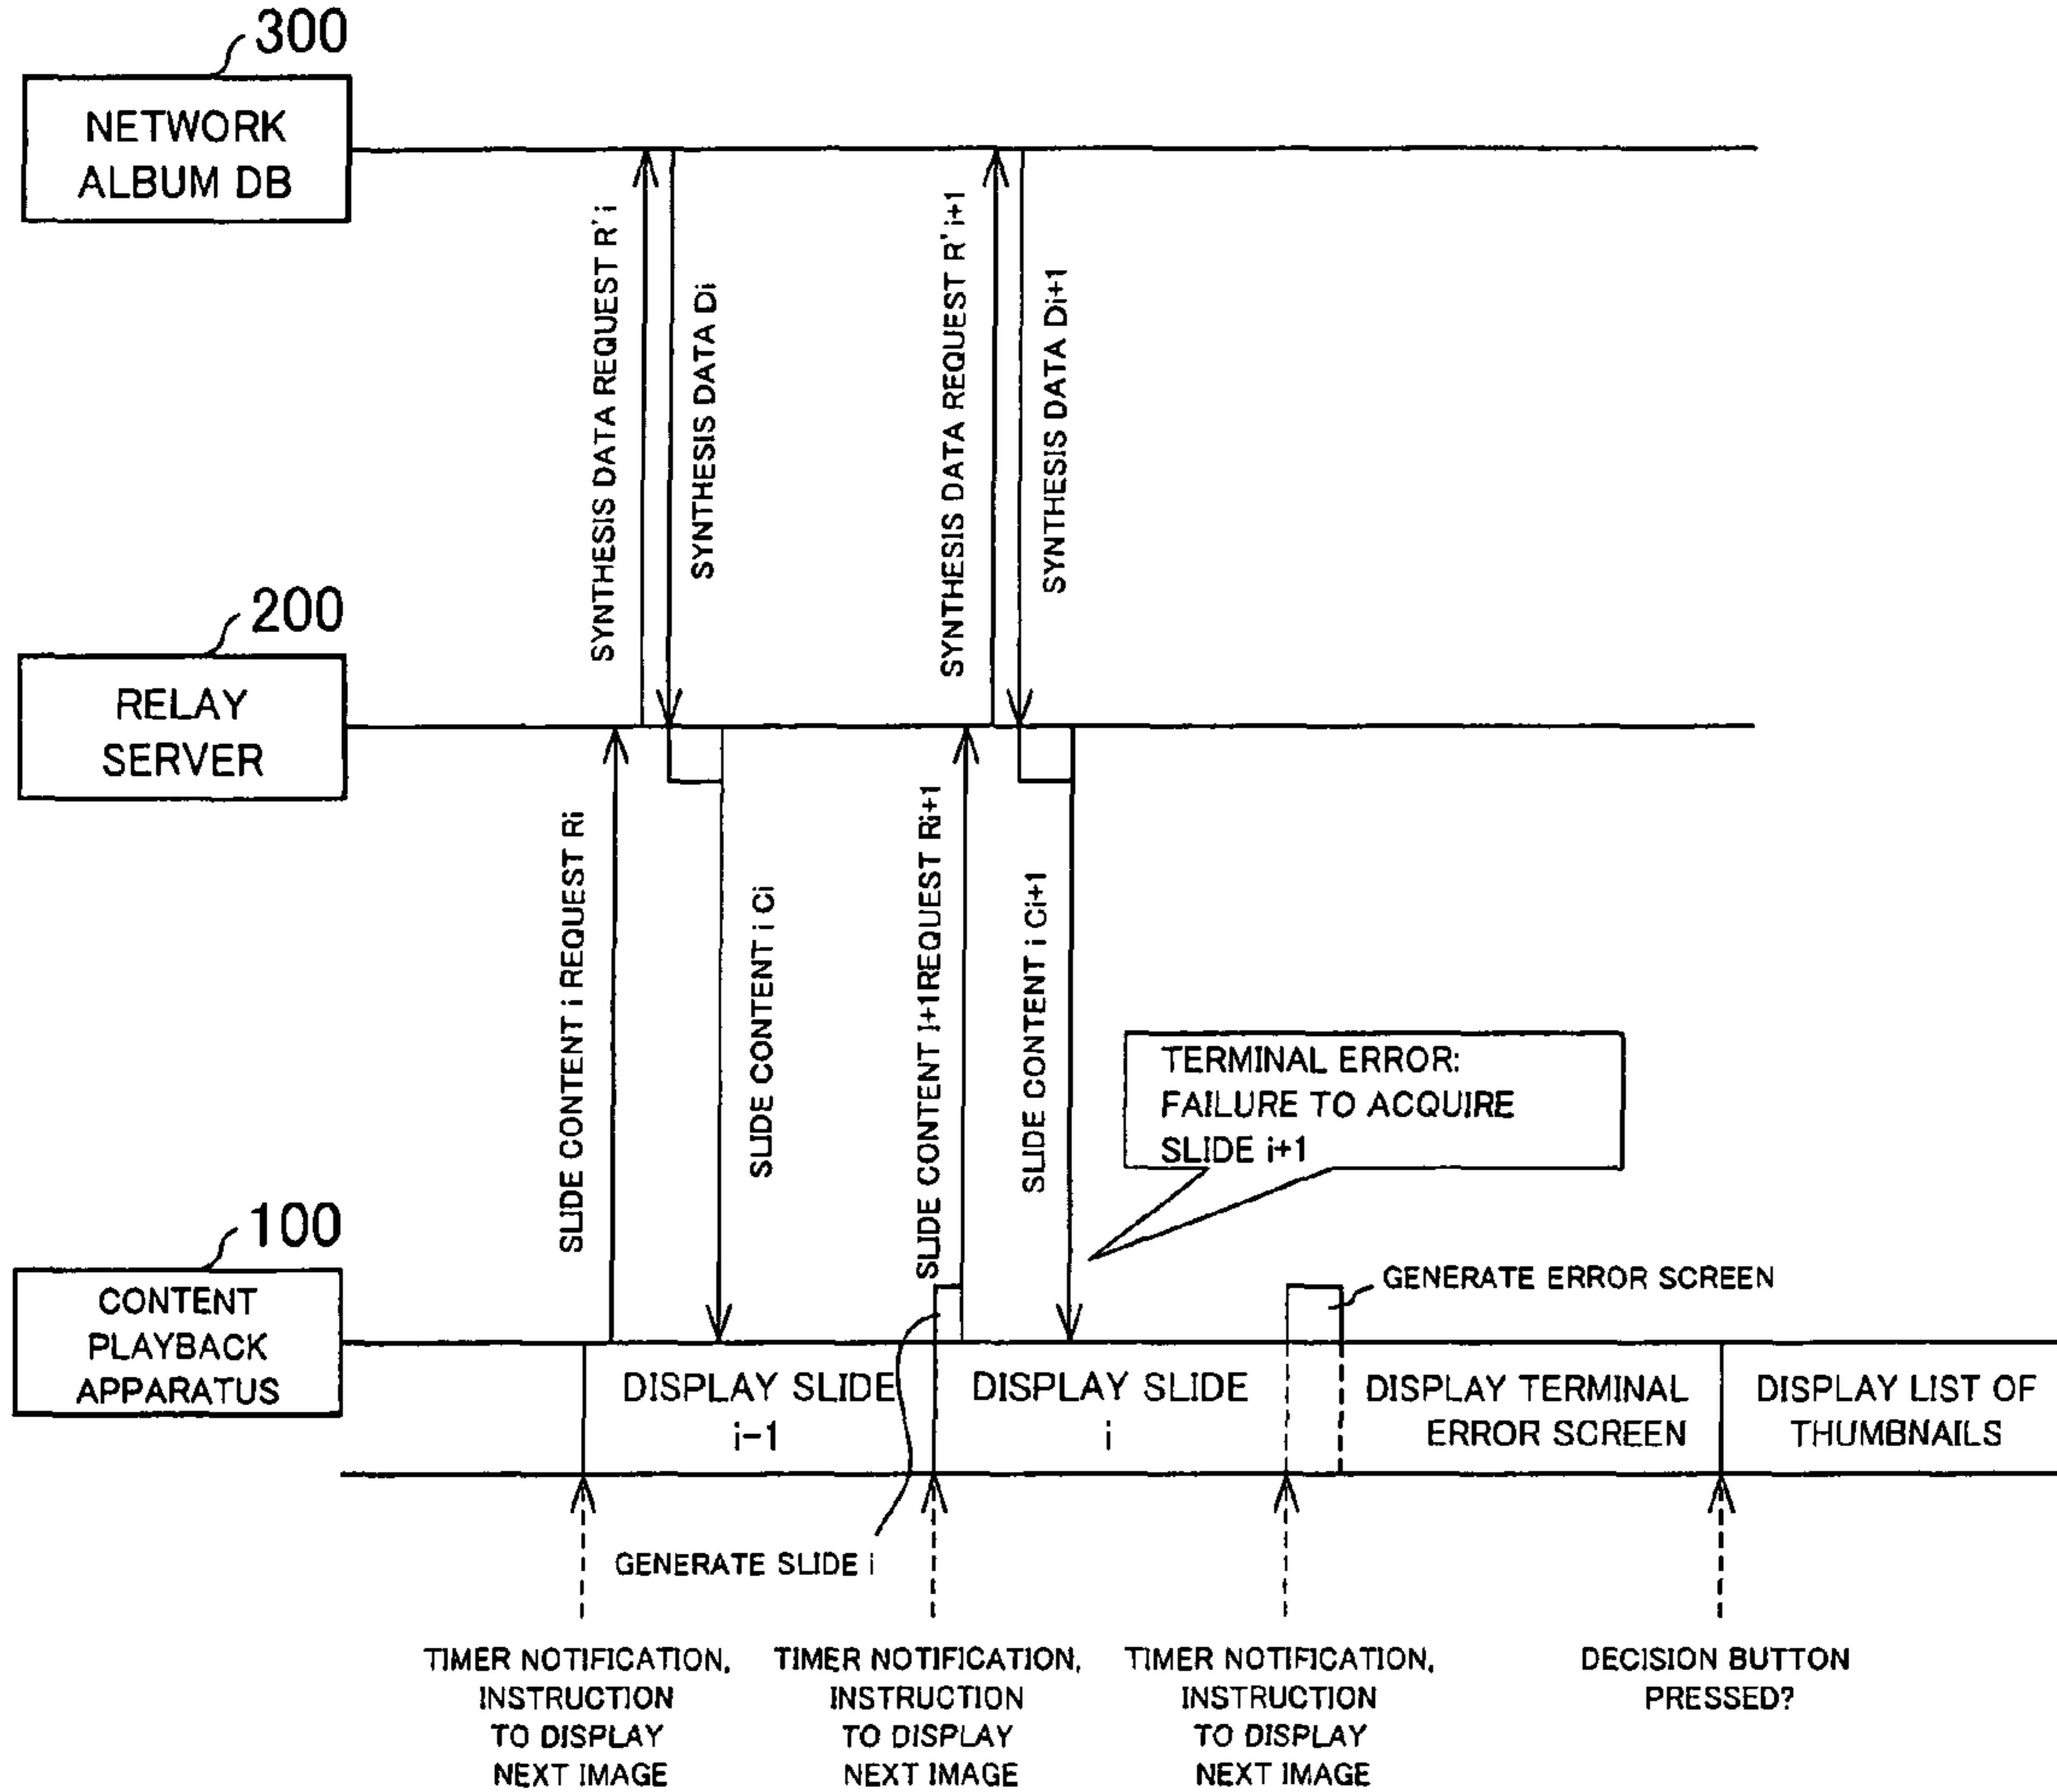 300
NETWORK
ALBUM DB
SYNTHESIS DATA REQUEST R'i
SYNTHESIS DATA Di
SYNTHESIS DATA REQUEST R'i+1
SYNTHESIS DATA Di+1
200
RELAY
SERVER
SLIDE CONTENT i REQUEST Ri
SLIDE CONTENT i Ci
SLIDE CONTENT i+1REQUEST Ri+1
SLIDE CONTENT i Ci+1
TERMINAL ERROR:
FAILURE TO ACQUIRE
SLIDE i+1
100
CONTENT
PLAYBACK
APPARATUS
GENERATE ERROR SCREEN
DISPLAY SLIDE
i-1
DISPLAY SLIDE
i
DISPLAY TERMINAL
ERROR SCREEN
DISPLAY LIST OF
THUMBNAILS
GENERATE SLIDE i
TIMER NOTIFICATION,
INSTRUCTION
TO DISPLAY
NEXT IMAGE
TIMER NOTIFICATION,
INSTRUCTION
TO DISPLAY
NEXT IMAGE
TIMER NOTIFICATION,
INSTRUCTION
TO DISPLAY
NEXT IMAGE
DECISION BUTTON
PRESSED?